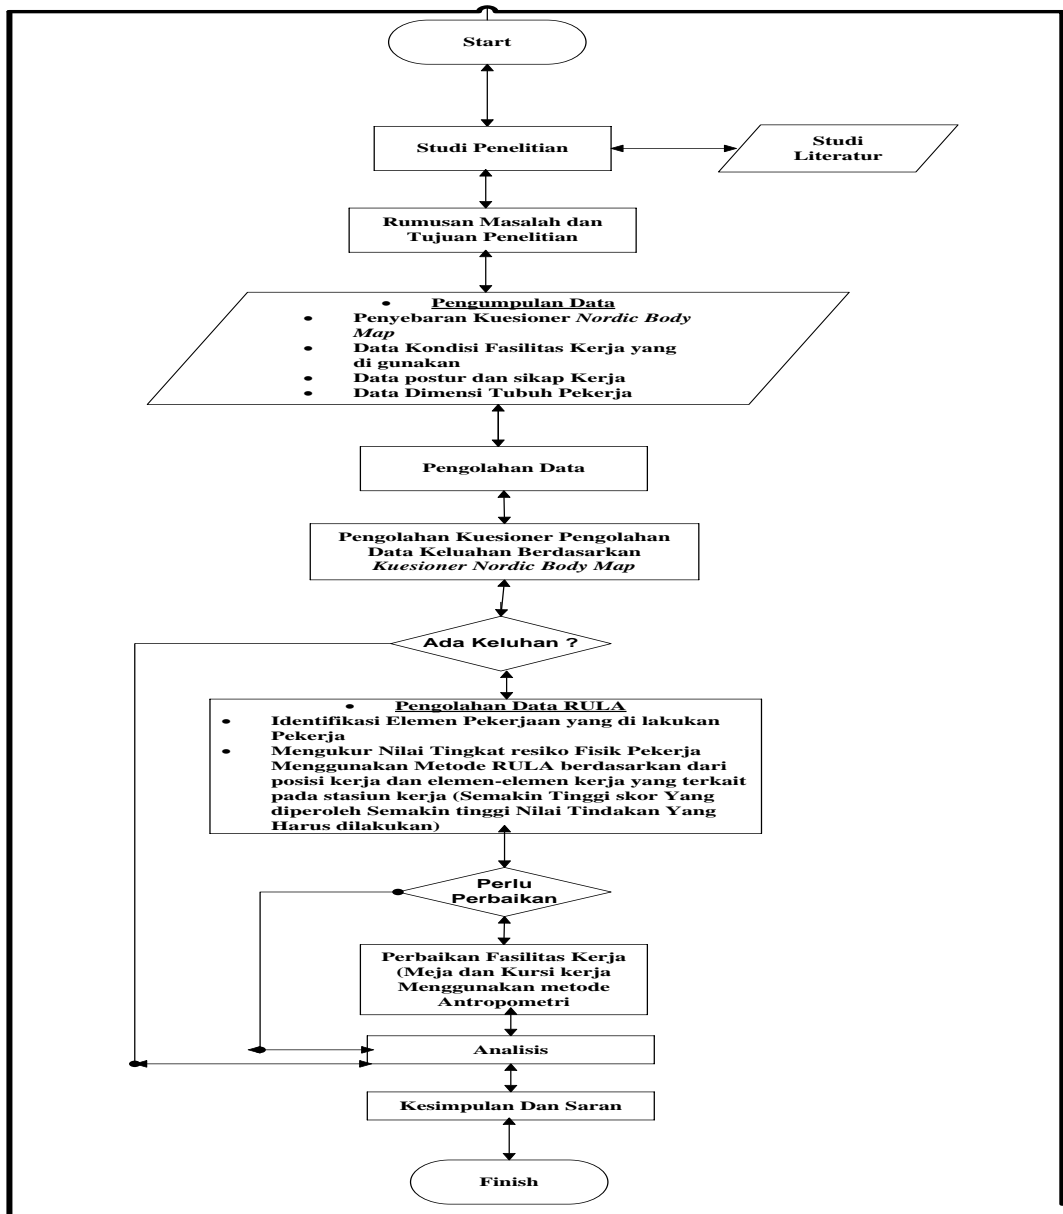 Start
Studi Penelitian
Studi
Literatur
Rumusan Masalah dan
Tujuan Penelitian
• Pengumpulan Data
• Penyebaran Kuesioner Nordic Body
Map
• Data Kondisi Fasilitas Kerja yang
di gunakan
• Data postur dan sikap Kerja
• Data Dimensi Tubuh Pekerja
Pengolahan Data
Pengolahan Kuesioner Pengolahan
Data Keluahan Berdasarkan
Kuesioner Nordic Body Map
Ada Keluhan ?
• Pengolahan Data RULA
• Identifikasi Elemen Pekerjaan yang di lakukan
Pekerja
• Mengukur Nilai Tingkat resiko Fisik Pekerja
Menggunakan Metode RULA berdasarkan dari
posisi kerja dan elemen-elemen kerja yang terkait
pada stasiun kerja (Semakin Tinggi skor Yang
diperoleh Semakin tinggi Nilai Tindakan Yang
Harus dilakukan)
Perlu
Perbaikan
Perbaikan Fasilitas Kerja
(Meja dan Kursi kerja
Menggunakan metode
Antropometri
Analisis
Kesimpulan Dan Saran
Finish